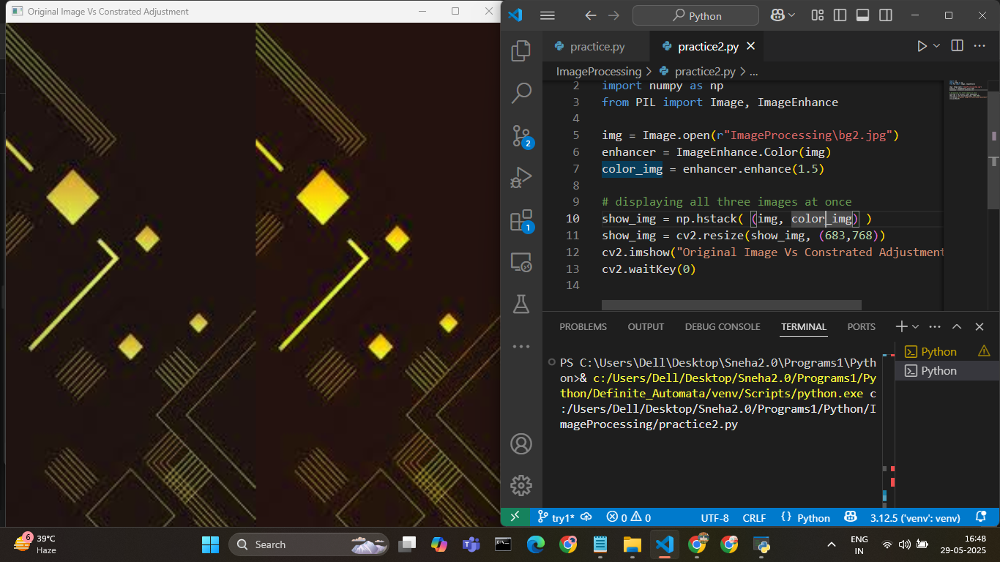 Original Image Vs Constrated Adjustment
Python
practice.py
practice2.py
ImageProcessing > practice2.py > ...
2 import numpy as np
3 from PIL import Image, ImageEnhance
4
5 img = Image.open(r"ImageProcessing\bg2.jpg")
6 enhancer = ImageEnhance.Color(img)
7 color_img = enhancer.enhance(1.5)
8
9 # displaying all three images at once
10 show_img = np.hstack( (img, color_img) )
11 show_img = cv2.resize(show_img, (683,768))
12 cv2.imshow("Original Image Vs Constrated Adjustment
13 cv2.waitKey(0)
14
2
1
PROBLEMS OUTPUT DEBUG CONSOLE TERMINAL PORTS
PS C:\Users\Dell\Desktop\Sneha2.0\Programs1\Pyth
on>& c:/Users/Dell/Desktop/Sneha2.0/Programs1/Py
thon/Definite_Automata/venv/Scripts/python.exe c
:/Users/Dell/Desktop/Sneha2.0/Programs1/Python/I
mageProcessing/practice2.py
Python
Python
try1* 0 0 UTF-8 CRLF {} Python 3.12.5 ('venv': venv)
6
39°C
Haze
Search
ENG
IN
16:48
29-05-2025